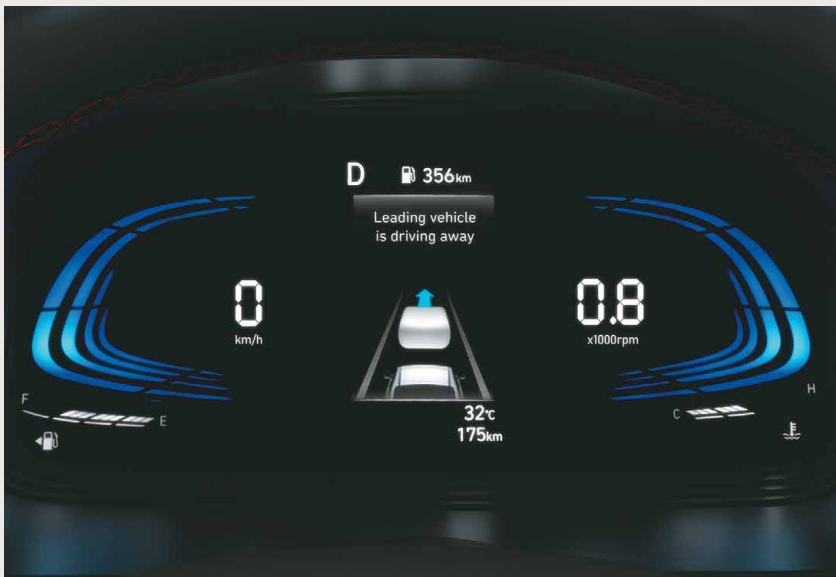 D 356km
Leading vehicle
is driving away
0
km/h
0.8
x1000rpm
F
E
32℃
175km
C
H